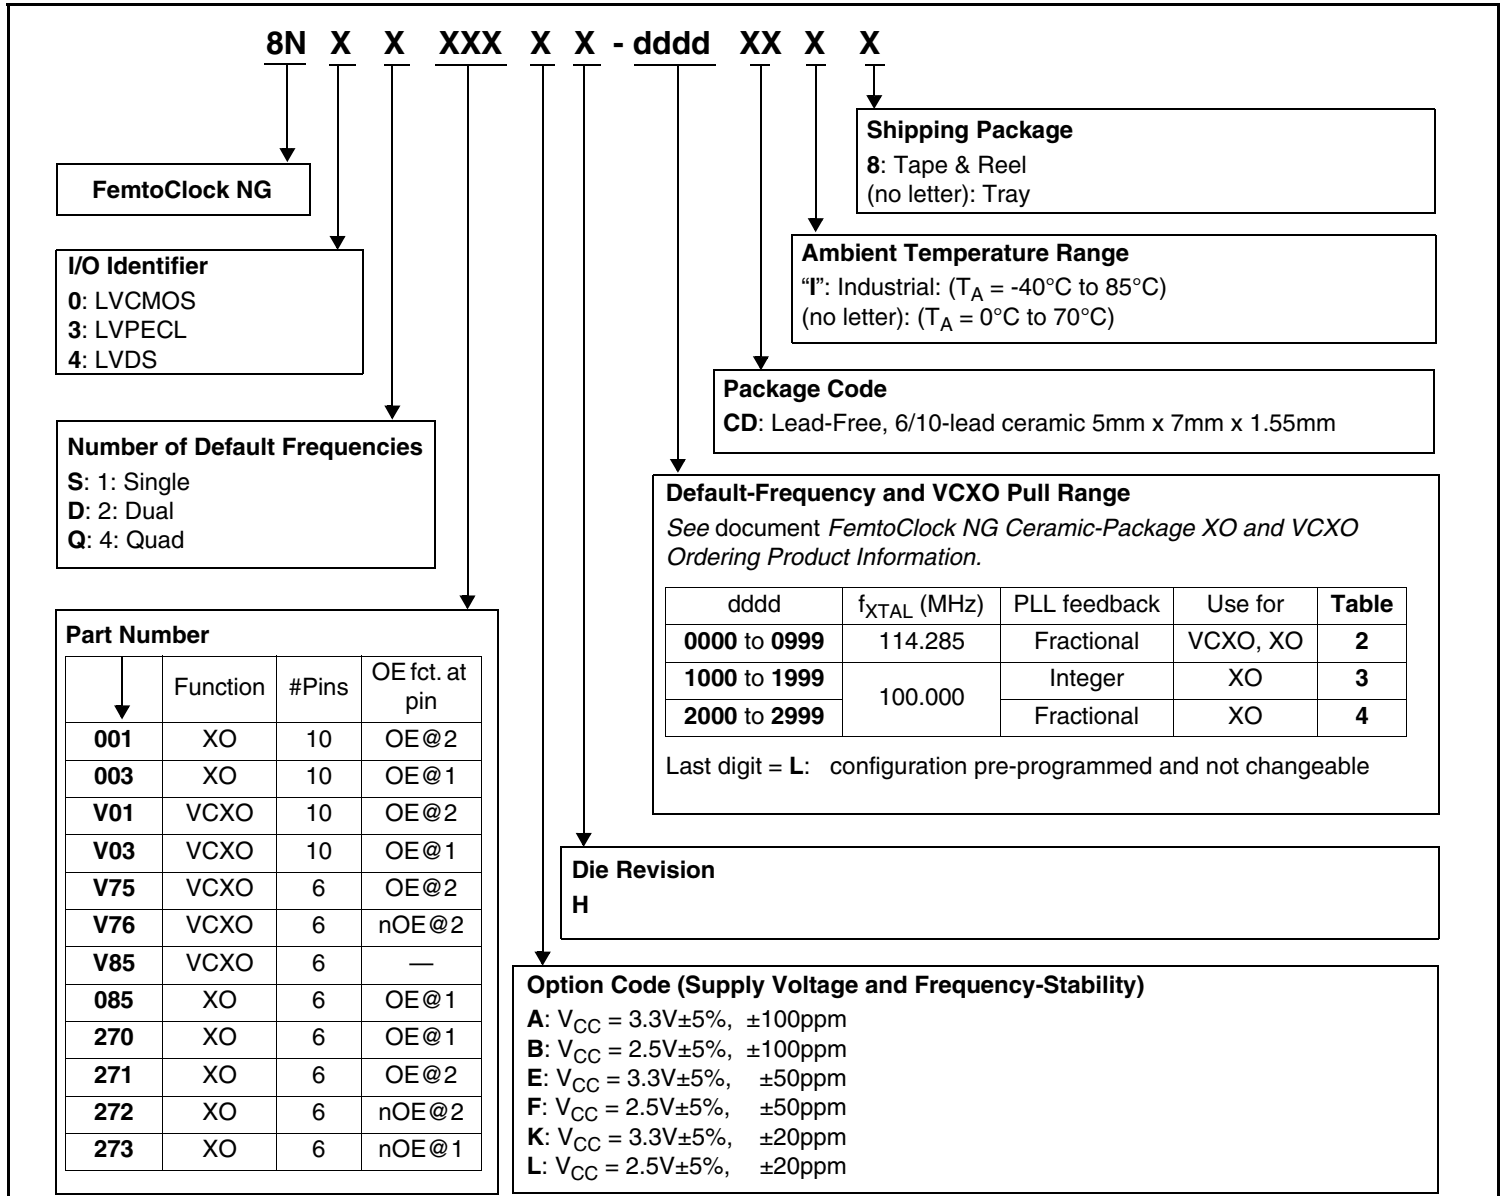 8N X X XXX X X - dddd XX X X
Shipping Package
8: Tape & Reel
(no letter): Tray
FemtoClock NG
Ambient Temperature Range
“I”: Industrial: (TA = -40°C to 85°C)
(no letter): (TA = 0°C to 70°C)
I/O Identifier
0: LVCMOS
3: LVPECL
4: LVDS
Package Code
CD: Lead-Free, 6/10-lead ceramic 5mm x 7mm x 1.55mm
Number of Default Frequencies
S: 1: Single
D: 2: Dual
Q: 4: Quad
Default-Frequency and VCXO Pull Range
See document FemtoClock NG Ceramic-Package XO and VCXO
Ordering Product Information.
dddd fXTAL (MHz) PLL feedback Use for Table
0000 to 0999 114.285 Fractional VCXO, XO 2
1000 to 1999 100.000 Integer XO 3
2000 to 2999 Fractional XO 4
Last digit = L: configuration pre-programmed and not changeable
Part Number
Function #Pins OE fct. at
pin
001 XO 10 OE@2
003 XO 10 OE@1
V01 VCXO 10 OE@2
V03 VCXO 10 OE@1
V75 VCXO 6 OE@2
V76 VCXO 6 nOE@2
V85 VCXO 6 —
085 XO 6 OE@1
270 XO 6 OE@1
271 XO 6 OE@2
272 XO 6 nOE@2
273 XO 6 nOE@1
Die Revision
H
Option Code (Supply Voltage and Frequency-Stability)
A: VCC = 3.3V±5%, ±100ppm
B: VCC = 2.5V±5%, ±100ppm
E: VCC = 3.3V±5%, ±50ppm
F: VCC = 2.5V±5%, ±50ppm
K: VCC = 3.3V±5%, ±20ppm
L: VCC = 2.5V±5%, ±20ppm